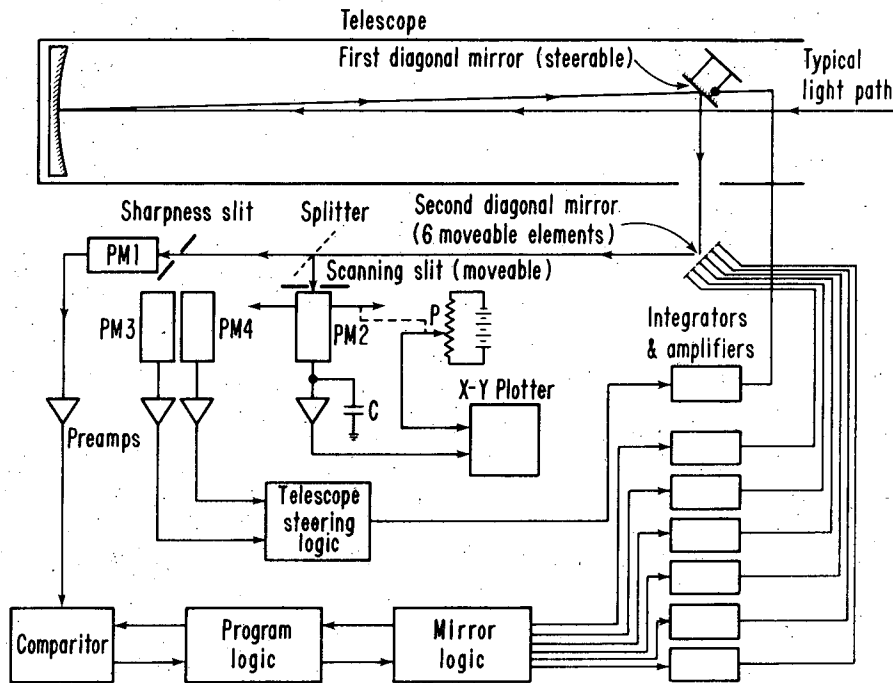 Telescope
First diagonal mirror (steerable)
Typical
light path
Sharpness slit
Splitter
Second diagonal mirror
(6 moveable elements)
PM1
Scanning slit (moveable)
PM3
PM4
PM2
P
Integrators
& amplifiers
X-Y Plotter
C
Preamps
Telescope
steering
logic
Comparitor
Program
logic
Mirror
logic